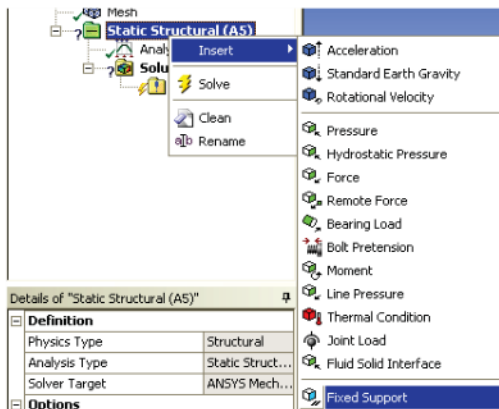 Mesh
Static Structural (A5)
Analy
Solu
Insert
Solve
Clean
Rename
Acceleration
Standard Earth Gravity
Rotational Velocity
Pressure
Hydrostatic Pressure
Force
Remote Force
Bearing Load
Bolt Pretension
Moment
Line Pressure
Thermal Condition
Joint Load
Fluid Solid Interface
Fixed Support
Details of "Static Structural (A5)"
Definition
Physics Type Structural
Analysis Type Static Struct...
Solver Target ANSYS Mech...
Options